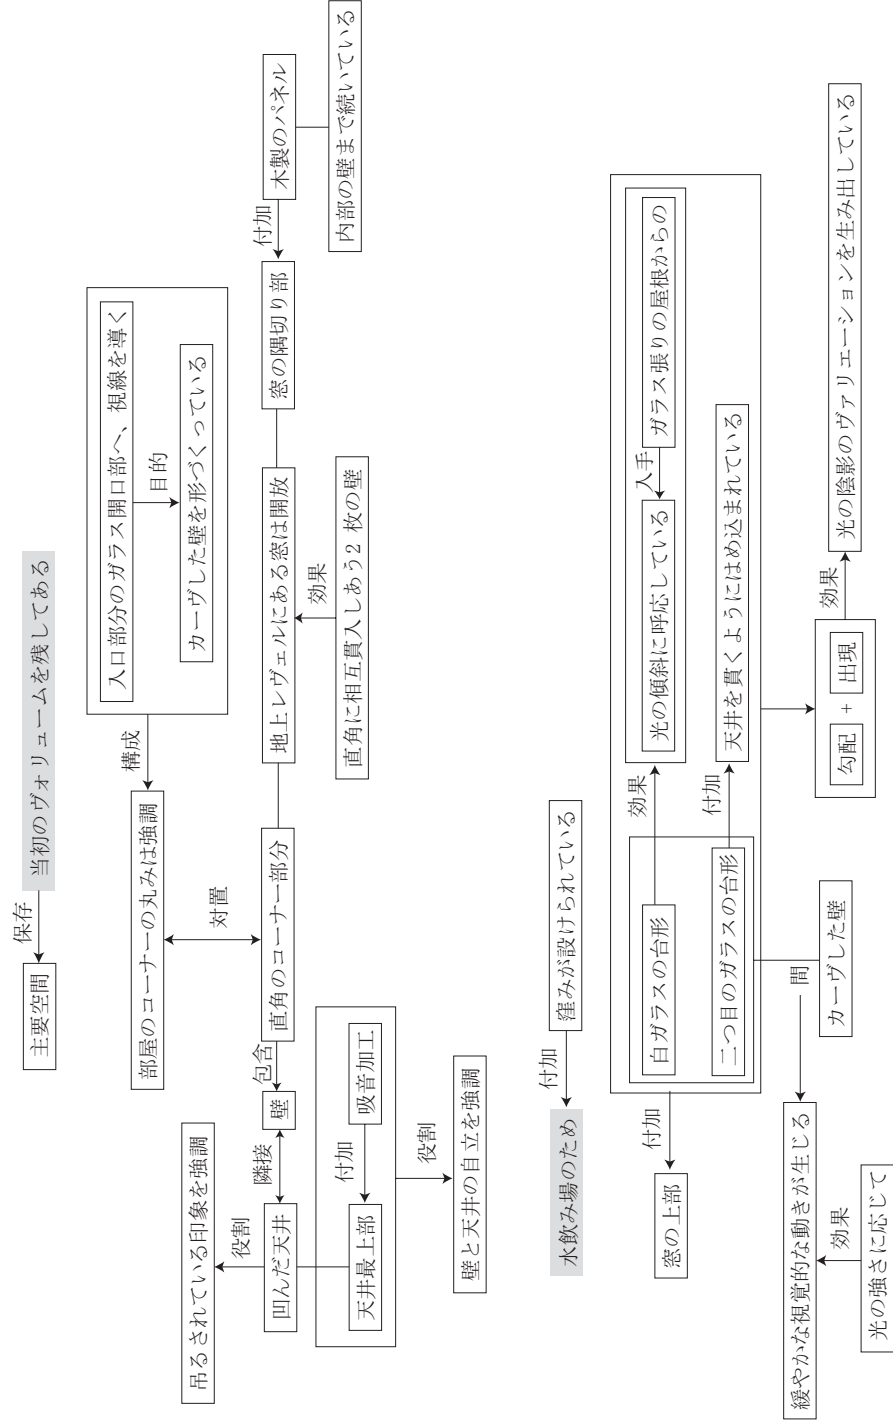 主要空間
保存
当初のヴォリュームを残してある
部屋のコーナーの丸みは強調
構成
入口部分のガラス開口部へ、視線を導く
目的
カーヴした壁を形づくっている
対置
吊るされている印象を強調
役割
凹んだ天井
隣接
壁
包含
直角のコーナー部分
地上レヴェルにある窓は開放
窓の隅切り部
付加
木製のパネル
内部の壁まで続いている
効果
直角に相互貫入しあう2 枚の壁
天井最上部
付加
吸音加工
役割
壁と天井の自立を強調
水飲み場のため
付加
窪みが設けられている
窓の上部
付加
白ガラスの台形
効果
光の傾斜に呼応している
入手
ガラス張りの屋根からの
二つ目のガラスの台形
付加
天井を貫くようにはめ込まれている
緩やかな視覚的な動きが生じる
間
カーヴした壁
勾配
+
出現
効果
光の陰影のヴァリエーションを生み出している
効果
光の強さに応じて